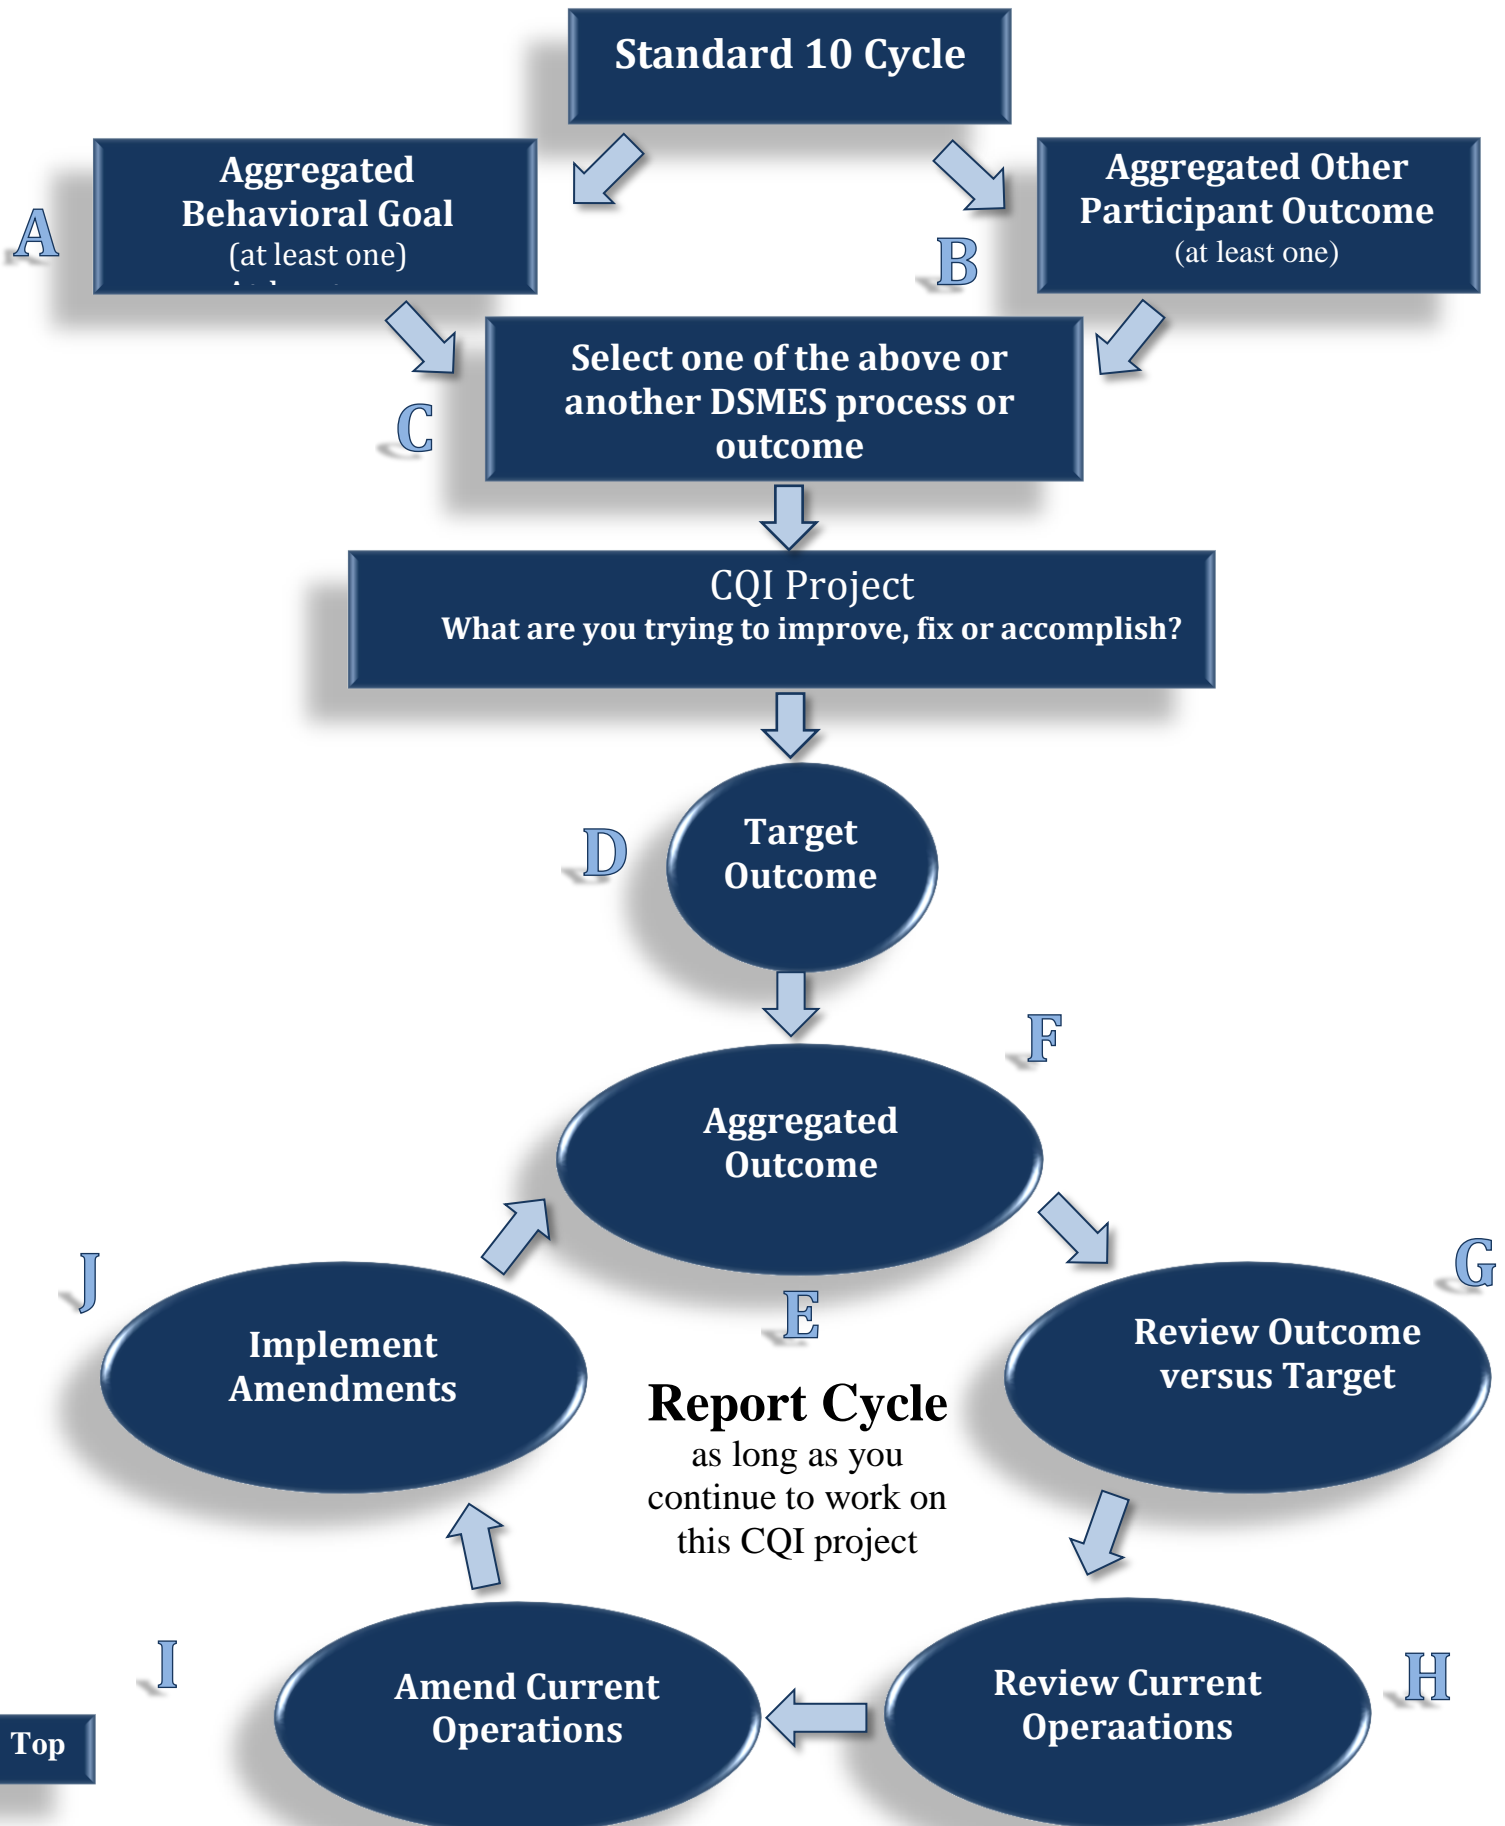 Standard 10 Cycle
Aggregated
Behavioral Goal
(at least one)
A
Aggregated Other
Participant Outcome
(at least one)
B
Select one of the above or
another DSMES process or
outcome
C
CQI Project
What are you trying to improve, fix or accomplish?
Target
Outcome
D
F
Aggregated
Outcome
E
G
Review Outcome
versus Target
J
Implement
Amendments
Report Cycle
as long as you
continue to work on
this CQI project
H
Review Current
Operaations
I
Amend Current
Operations
Top